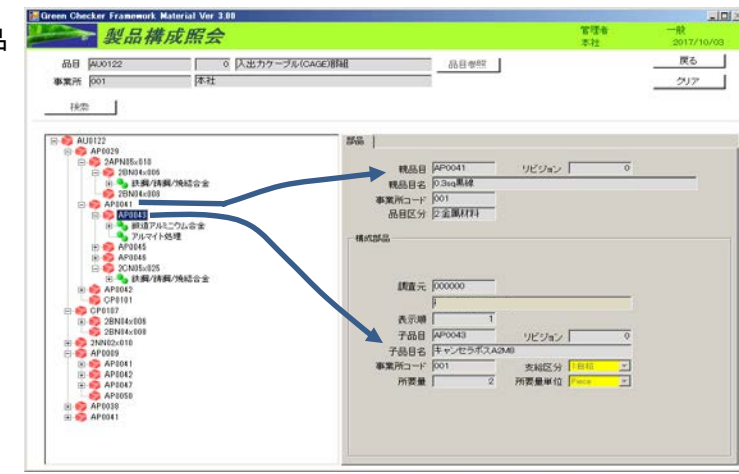 品
Green Checker Framework Material Ver 3.00
製品構成照会
管理者 一般
本社 2017/10/03
品目 AU0122 0 入出力ケーブル(CAGE)部組 品目参照 戻る
事業所 001 本社 クリア
検索
AU0122
AP0029
2APN05x010
2BN04x006
鉄鋼/鋳鋼/焼結合金
2BN04x008
AP0041
AP0043
鍛造アルミニウム合金
アルマイト処理
AP0045
AP0046
2CN05x025
鉄鋼/鋳鋼/焼結合金
AP0042
CP0101
CP0107
2BN04x006
2BN04x008
2NN02x010
AP0009
AP0041
AP0042
AP0047
AP0050
AP0038
AP0041
部品
親品目 AP0041 リビジョン 0
親品目名 0.3sq黒線
事業所コード 001
品目区分 2:金属材料
構成部品
調査元 000000
表示順 1
子品目 AP0043 リビジョン 0
子品目名 キャンセラボスA2M8
事業所コード 001 支給区分
所要量 2 所要量単位 Piece